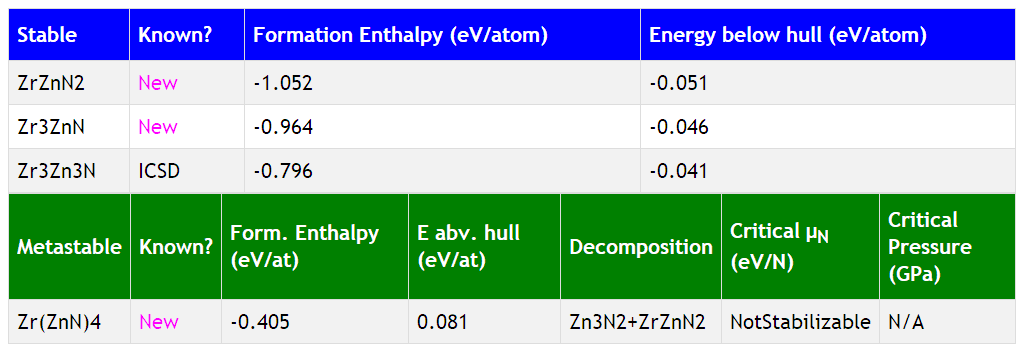 Stable Known? Formation Enthalpy (eV/atom) Energy below hull (eV/atom)
ZrZnN2 New -1.052 -0.051
Zr3ZnN New -0.964 -0.046
Zr3Zn3N ICSD -0.796 -0.041
Metastable Known? Form. Enthalpy (eV/at) E abv. hull (eV/at) Decomposition Critical μN (eV/N) Critical Pressure (GPa)
Zr(ZnN)4 New -0.405 0.081 Zn3N2+ZrZnN2 NotStabilizable N/A